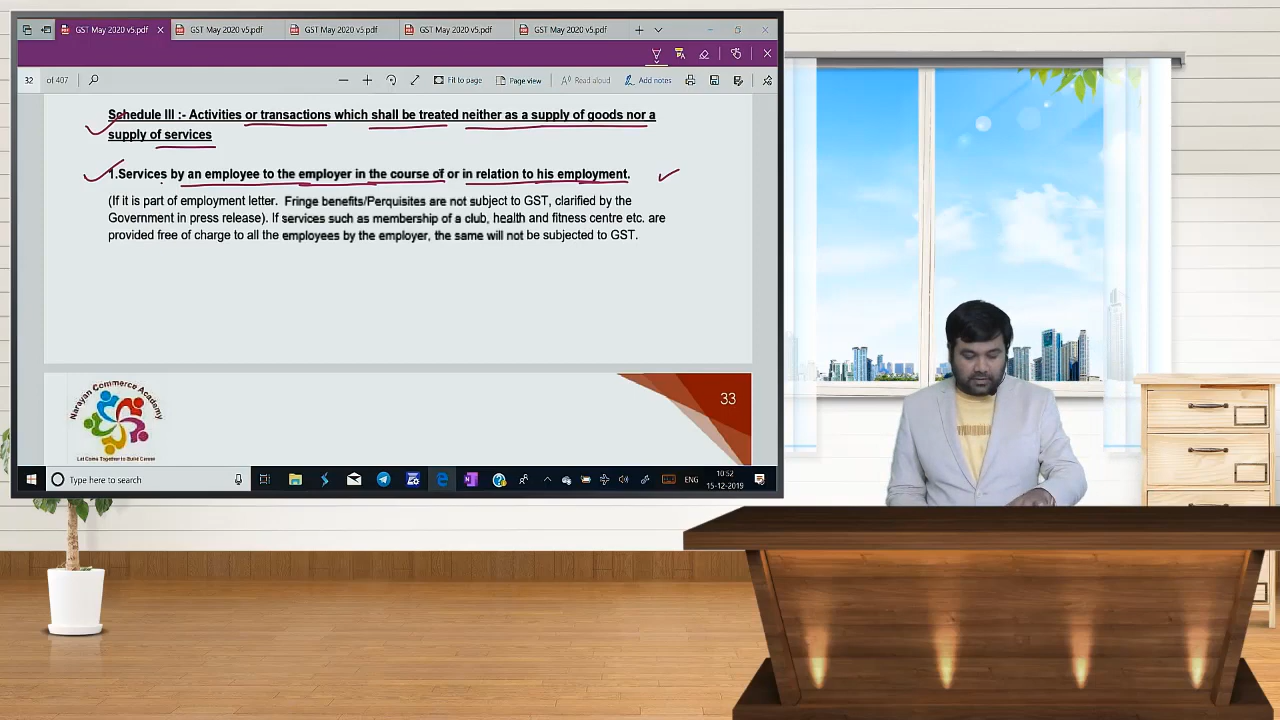 GST May 2020 v5.pdf
GST May 2020 v5.pdf
GST May 2020 v5.pdf
GST May 2020 v5.pdf
GST May 2020 v5.pdf
32 of 407
Fit to page
Page view
Read aloud
Add notes
Schedule III :- Activities or transactions which shall be treated neither as a supply of goods nor a
supply of services
1.Services by an employee to the employer in the course of or in relation to his employment.
(If it is part of employment letter. Fringe benefits/Perquisites are not subject to GST, clarified by the
Government in press release). If services such as membership of a club, health and fitness centre etc. are
provided free of charge to all the employees by the employer, the same will not be subjected to GST.
Narayan Commerce Academy
Let Come Together to Build Career
33
Type here to search
ENG
10:52
15-12-2019